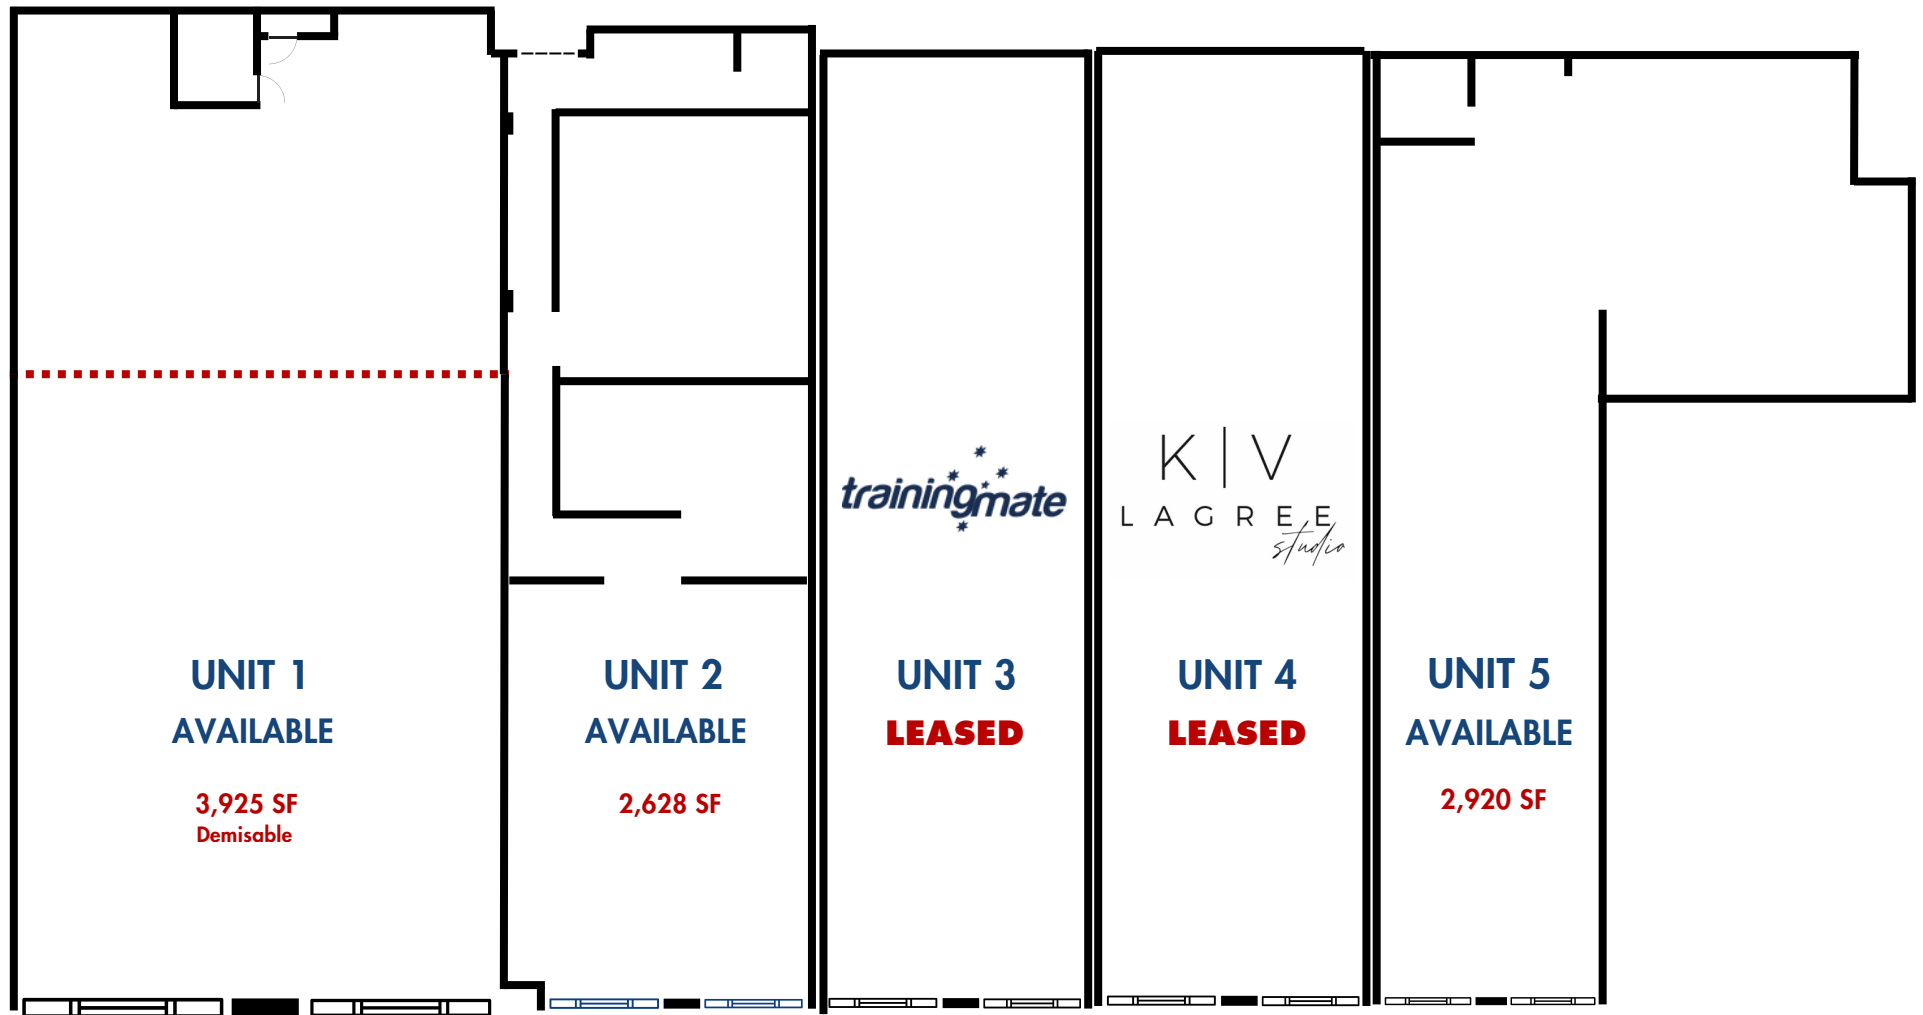 trainingmate
K | V
LAGREE
studio
UNIT 1
AVAILABLE
3,925 SF
Demisable
UNIT 2
AVAILABLE
2,628 SF
UNIT 3
LEASED
UNIT 4
LEASED
UNIT 5
AVAILABLE
2,920 SF